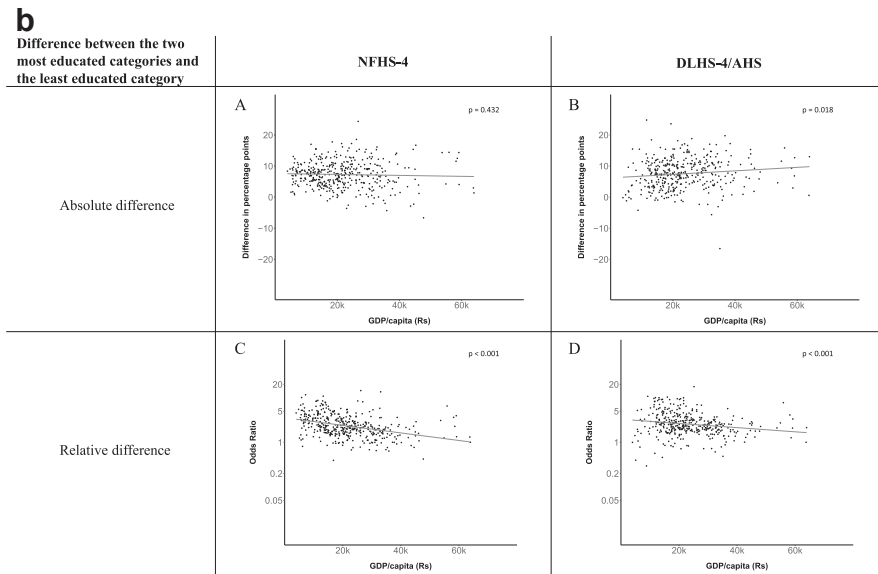 b
Difference between the two
most educated categories and
the least educated category
NFHS-4
DLHS-4/AHS
Absolute difference
A
p = 0.432
Difference in percentage points
20
10
0
−10
−20
20k 40k 60k
GDP/capita (Rs)
B
p = 0.018
Difference in percentage points
20
10
0
−10
−20
20k 40k 60k
GDP/capita (Rs)
Relative difference
C
p < 0.001
Odds Ratio
20
5
1
0.2
0.05
20k 40k 60k
GDP/capita (Rs)
D
p < 0.001
Odds Ratio
20
5
1
0.2
0.05
20k 40k 60k
GDP/capita (Rs)